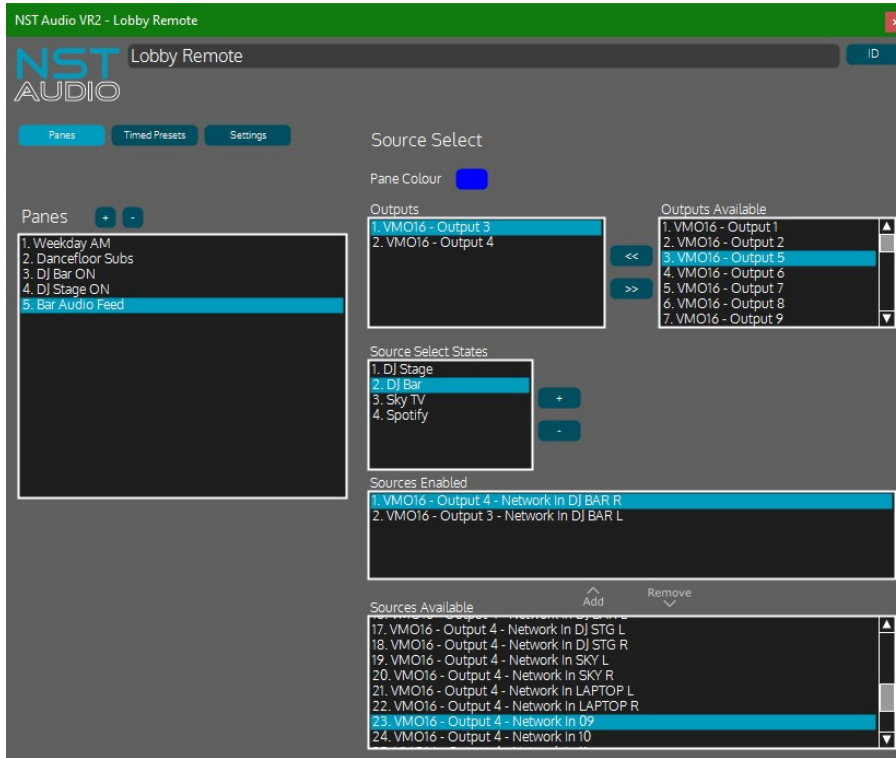 NST Audio VR2 - Lobby Remote
x
NST
AUDIO
Lobby Remote
ID
Panes
Timed Presets
Settings
Source Select
Pane Colour
Panes
+
-
1. Weekday AM
2. Dancefloor Subs
3. DJ Bar ON
4. DJ Stage ON
5. Bar Audio Feed
Outputs
1. VMO16 - Output 3
2. VMO16 - Output 4
<<
>>
Outputs Available
1. VMO16 - Output 1
2. VMO16 - Output 2
3. VMO16 - Output 5
4. VMO16 - Output 6
5. VMO16 - Output 7
6. VMO16 - Output 8
7. VMO16 - Output 9
Source Select States
1. DJ Stage
2. DJ Bar
3. Sky TV
4. Spotify
+
-
Sources Enabled
1. VMO16 - Output 4 - Network In DJ BAR R
2. VMO16 - Output 3 - Network In DJ BAR L
Add
Remove
Sources Available
17. VMO16 - Output 4 - Network In DJ STG L
18. VMO16 - Output 4 - Network In DJ STG R
19. VMO16 - Output 4 - Network In SKY L
20. VMO16 - Output 4 - Network In SKY R
21. VMO16 - Output 4 - Network In LAPTOP L
22. VMO16 - Output 4 - Network In LAPTOP R
23. VMO16 - Output 4 - Network In 09
24. VMO16 - Output 4 - Network In 10